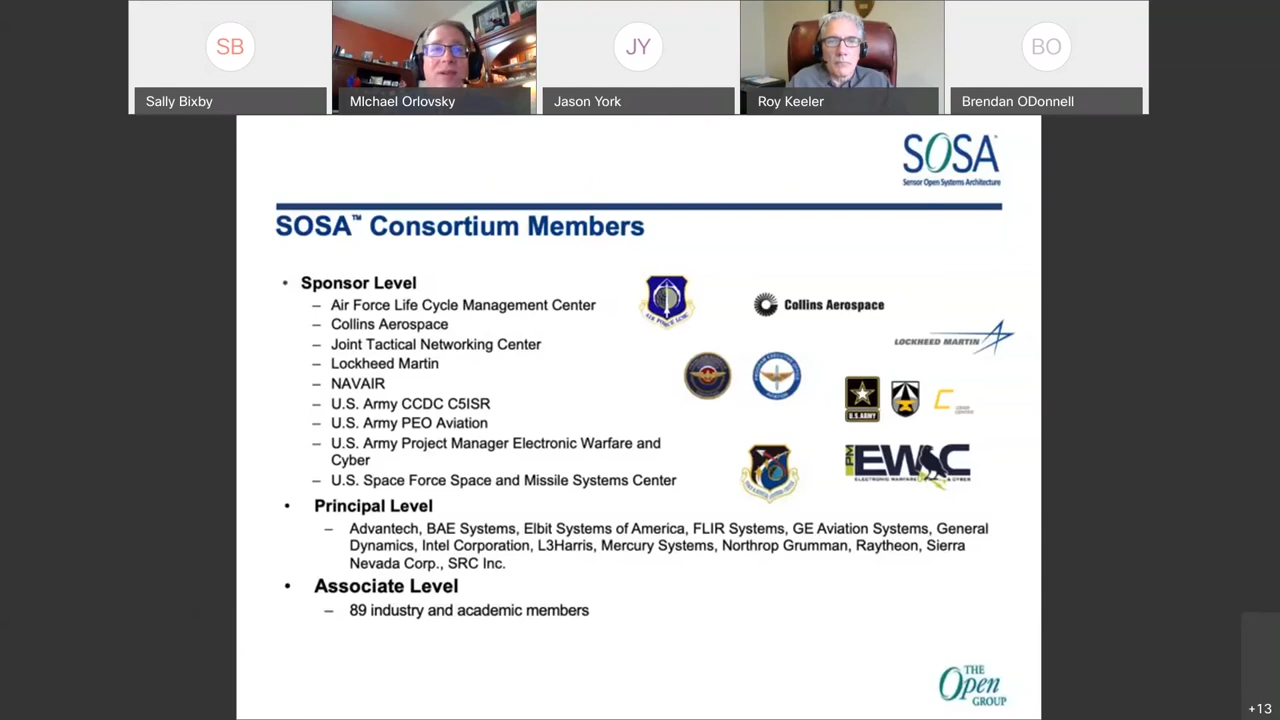 SB
JY
BO
Sally Bixby
MIchael Orlovsky
Jason York
Roy Keeler
Brendan ODonnell
SOSA™
Sensor Open Systems Architecture
SOSA™ Consortium Members
• Sponsor Level
– Air Force Life Cycle Management Center
– Collins Aerospace
– Joint Tactical Networking Center
– Lockheed Martin
– NAVAIR
– U.S. Army CCDC C5ISR
– U.S. Army PEO Aviation
– U.S. Army Project Manager Electronic Warfare and
Cyber
– U.S. Space Force Space and Missile Systems Center
Collins Aerospace
LOCKHEED MARTIN
U.S. ARMY
PM EW&C
ELECTRONIC WARFARE & CYBER
• Principal Level
– Advantech, BAE Systems, Elbit Systems of America, FLIR Systems, GE Aviation Systems, General
Dynamics, Intel Corporation, L3Harris, Mercury Systems, Northrop Grumman, Raytheon, Sierra
Nevada Corp., SRC Inc.
• Associate Level
– 89 industry and academic members
THE
Open
GROUP
+13